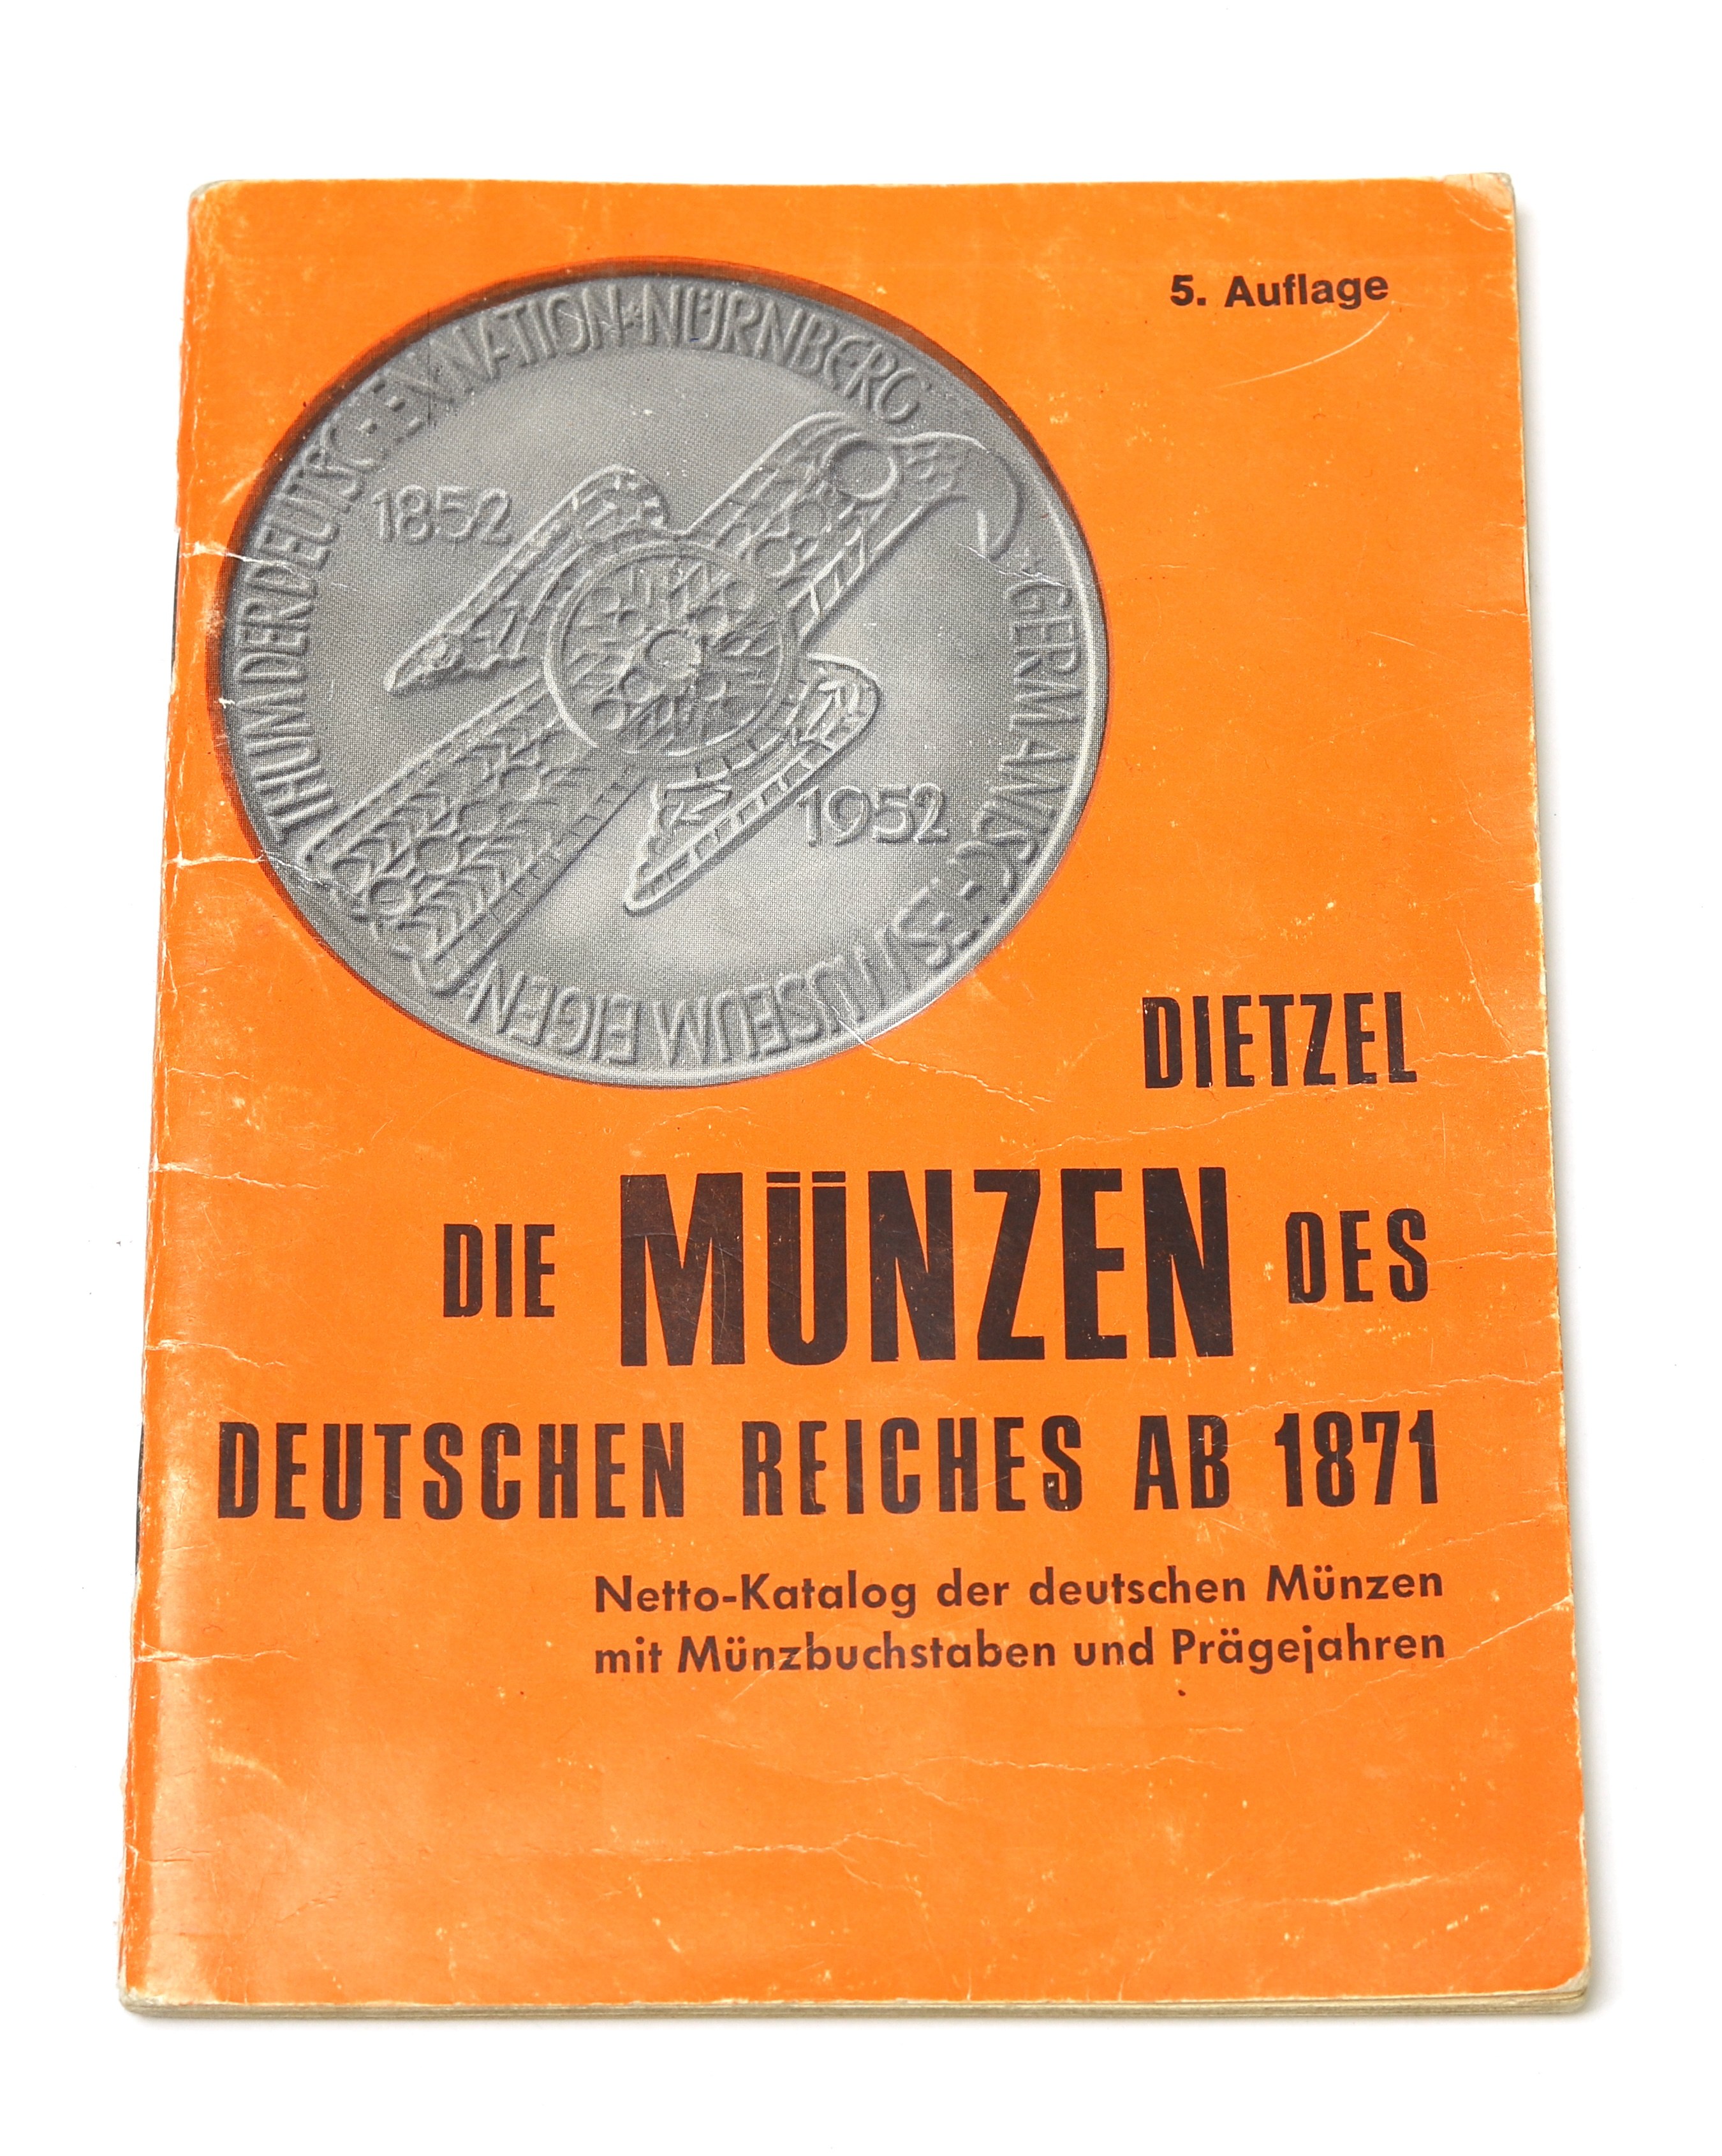 5. Auflage
GERMANISCHES MUSEUM EIGENTHUM DER DEUTSCHEN NATION·NÜRNBERG
1852
1952
DIETZEL
DIE MÜNZEN DES
DEUTSCHEN REICHES AB 1871
Netto-Katalog der deutschen Münzen
mit Münzbuchstaben und Prägejahren